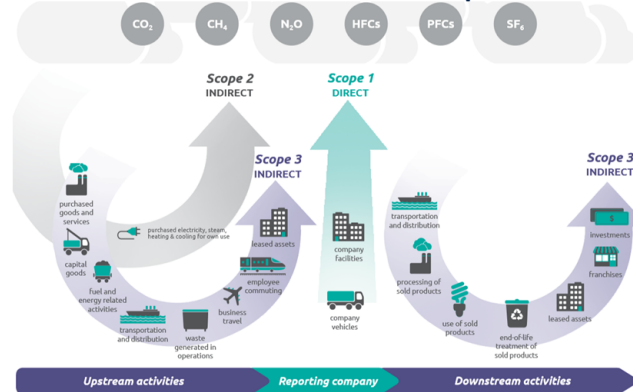 CO₂
CH₄
N₂O
HFCs
PFCs
SF₆
Scope 2
INDIRECT
Scope 1
DIRECT
Scope 3
INDIRECT
Scope 3
INDIRECT
purchased
goods and
services
capital
goods
fuel and
energy related
activities
purchased electricity, steam,
heating & cooling for own use
transportation
and distribution
waste
generated in
operations
business
travel
employee
commuting
leased assets
company
facilities
company
vehicles
transportation
and distribution
processing of
sold products
use of sold
products
end-of-life
treatment of
sold products
leased assets
franchises
investments
$
Upstream activities
Reporting company
Downstream activities